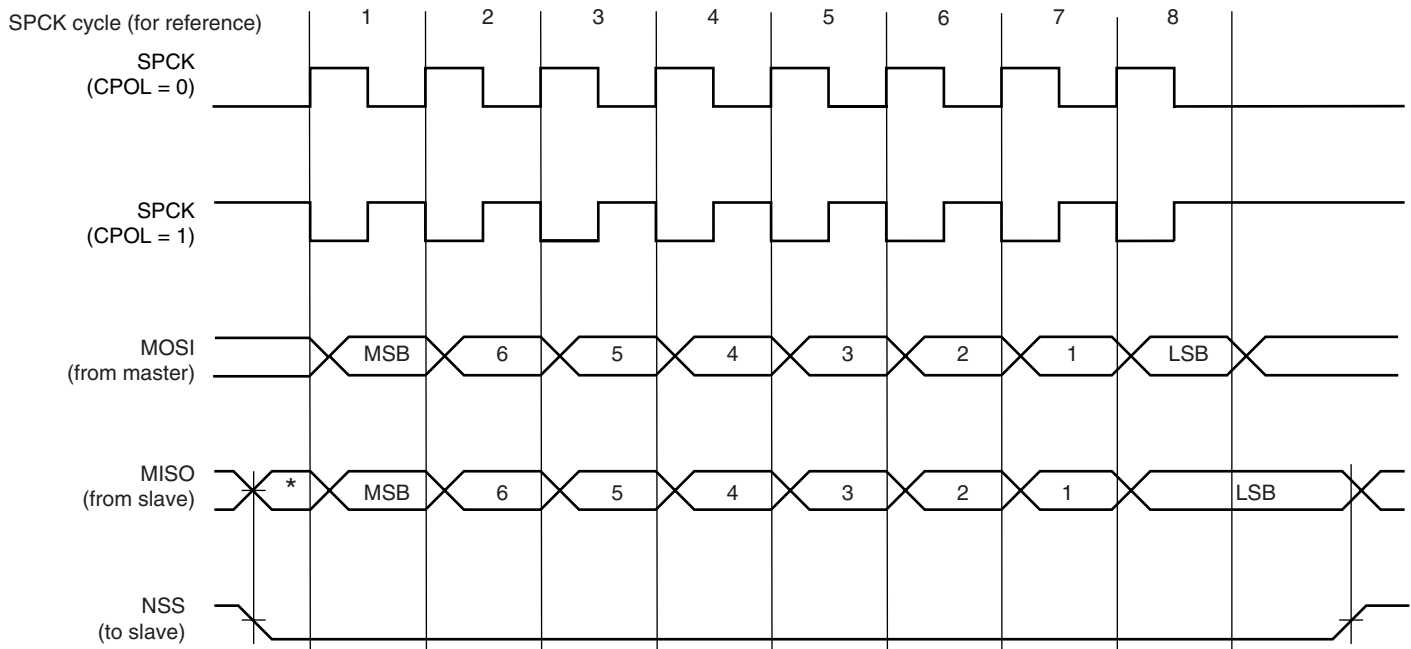 SPCK cycle (for reference) 1 2 3 4 5 6 7 8
SPCK
(CPOL = 0)
SPCK
(CPOL = 1)
MOSI
(from master)
MSB 6 5 4 3 2 1 LSB
MISO
(from slave)
* MSB 6 5 4 3 2 1 LSB
NSS
(to slave)